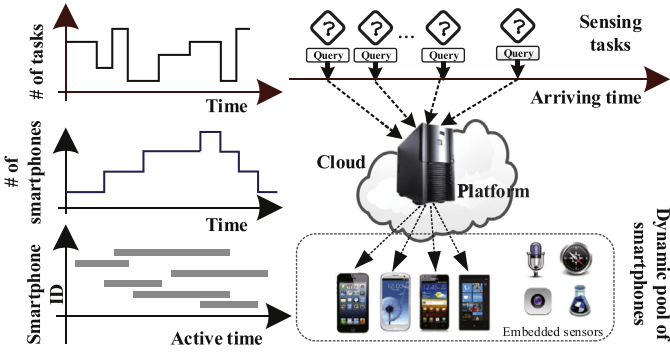 # of tasks
Time
# of
smartphones
Time
Smartphone
ID
Active time
? ? ... ? ?
Query Query Query Query
Sensing
tasks
Arriving time
Cloud
Platform
Embedded sensors
Dynamic pool of
smartphones